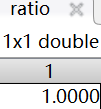 ratio
1x1 double
1
1.0000